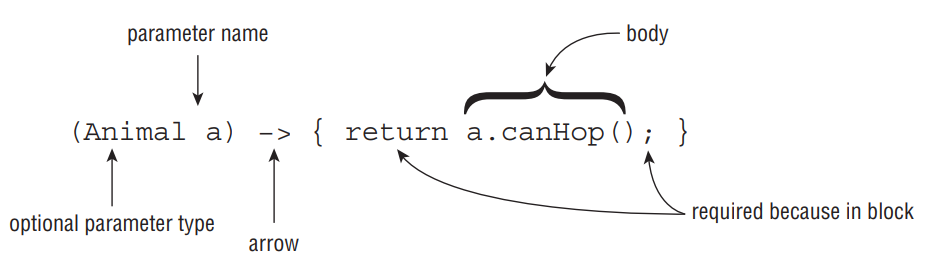 parameter name
body
(Animal a) -> { return a.canHop(); }
optional parameter type
required because in block
arrow